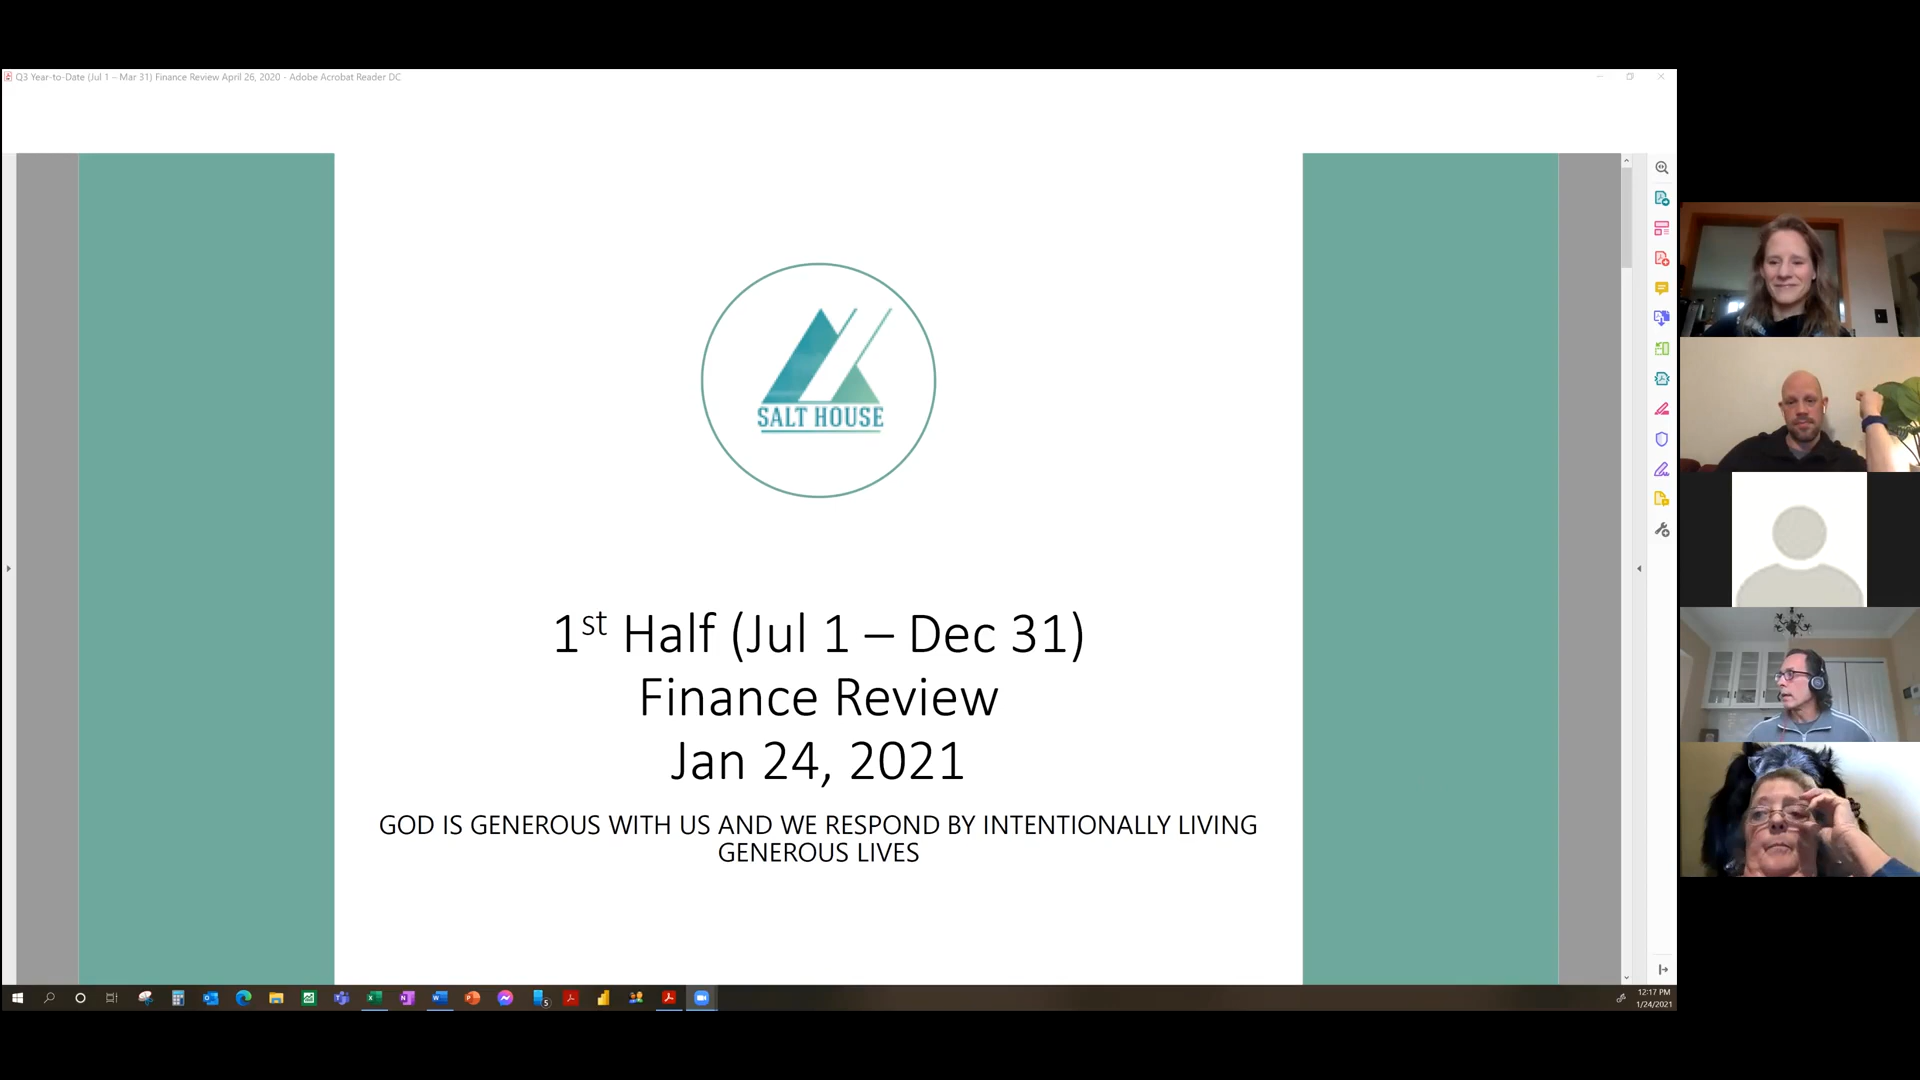 Q3 Year-to-Date (Jul 1 – Mar 31) Finance Review April 26, 2020 - Adobe Acrobat Reader DC
SALT HOUSE
1st Half (Jul 1 – Dec 31)
Finance Review
Jan 24, 2021
GOD IS GENEROUS WITH US AND WE RESPOND BY INTENTIONALLY LIVING
GENEROUS LIVES
12:17 PM
1/24/2021